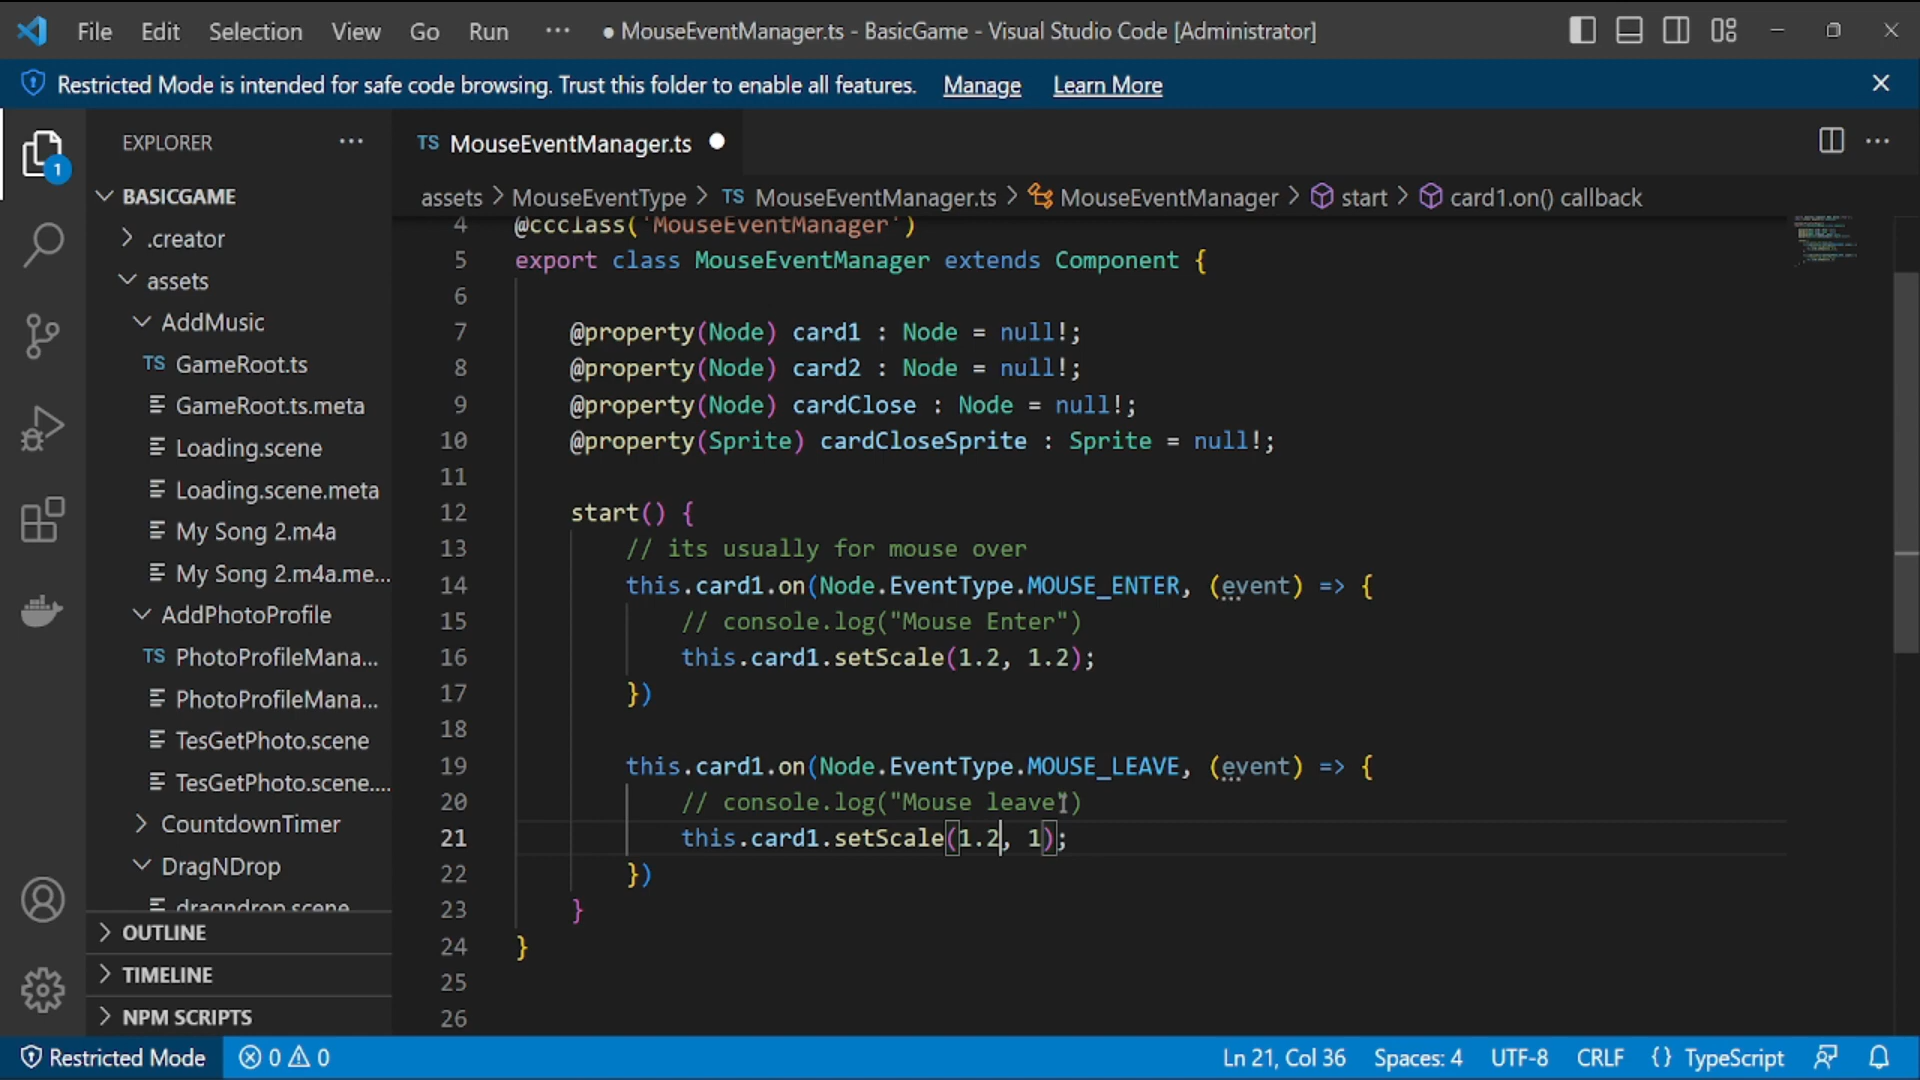 File Edit Selection View Go Run ··· ● MouseEventManager.ts - BasicGame - Visual Studio Code [Administrator]
Restricted Mode is intended for safe code browsing. Trust this folder to enable all features. Manage Learn More
EXPLORER ···
TS MouseEventManager.ts ●
1
BASICGAME
assets > MouseEventType > TS MouseEventManager.ts > MouseEventManager > start > card1.on() callback
.creator
assets
AddMusic
TS GameRoot.ts
GameRoot.ts.meta
Loading.scene
Loading.scene.meta
My Song 2.m4a
My Song 2.m4a.me...
AddPhotoProfile
TS PhotoProfileMana...
PhotoProfileMana...
TesGetPhoto.scene
TesGetPhoto.scene....
CountdownTimer
DragNDrop
dragndrop.scene
OUTLINE
TIMELINE
NPM SCRIPTS
4 @ccclass('MouseEventManager')
5 export class MouseEventManager extends Component {
6
7 @property(Node) card1 : Node = null!;
8 @property(Node) card2 : Node = null!;
9 @property(Node) cardClose : Node = null!;
10 @property(Sprite) cardCloseSprite : Sprite = null!;
11
12 start() {
13 // its usually for mouse over
14 this.card1.on(Node.EventType.MOUSE_ENTER, (event) => {
15 // console.log("Mouse Enter")
16 this.card1.setScale(1.2, 1.2);
17 })
18
19 this.card1.on(Node.EventType.MOUSE_LEAVE, (event) => {
20 // console.log("Mouse leave")
21 this.card1.setScale(1.2, 1);
22 })
23 }
24 }
25
26
Restricted Mode 0 0 Ln 21, Col 36 Spaces: 4 UTF-8 CRLF {} TypeScript